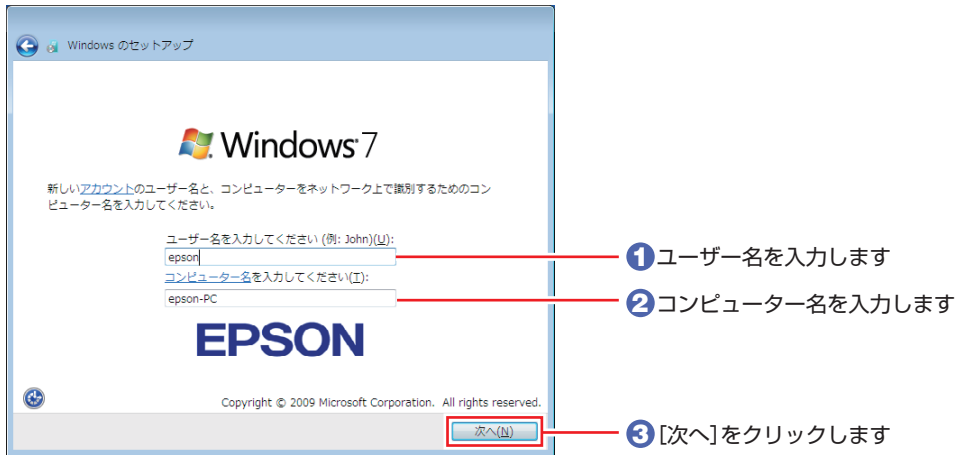 Windows のセットアップ
Windows 7
新しいアカウントのユーザー名と、コンピューターをネットワーク上で識別するためのコン
ピューター名を入力してください。
ユーザー名を入力してください (例: John)(U):
epson
❶ユーザー名を入力します
コンピューター名を入力してください(T):
epson-PC
❷コンピューター名を入力します
EPSON
Copyright © 2009 Microsoft Corporation. All rights reserved.
次へ(N)
❸[次へ]をクリックします